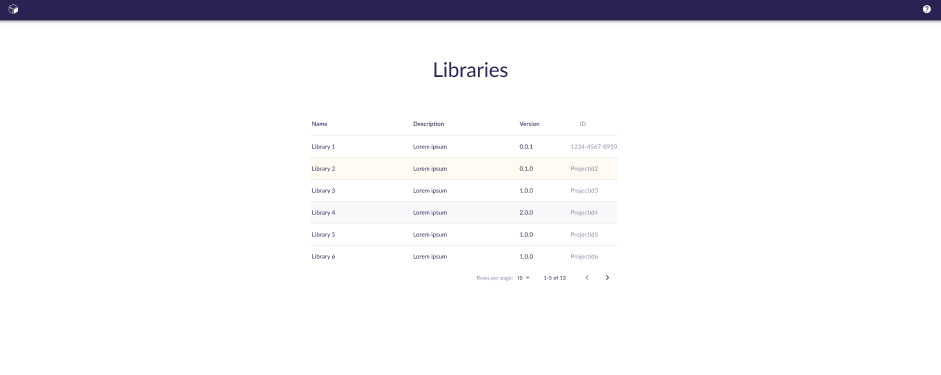 ?
Libraries
Name Description Version ID
Library 1 Lorem ipsum 0.0.1 1234-4567-8910
Library 2 Lorem ipsum 0.1.0 ProjectId2
Library 3 Lorem ipsum 1.0.0 ProjectId3
Library 4 Lorem ipsum 2.0.0 ProjectId4
Library 5 Lorem ipsum 1.0.0 ProjectId5
Library 6 Lorem ipsum 1.0.0 ProjectId6
Rows per page: 10 1-5 of 13